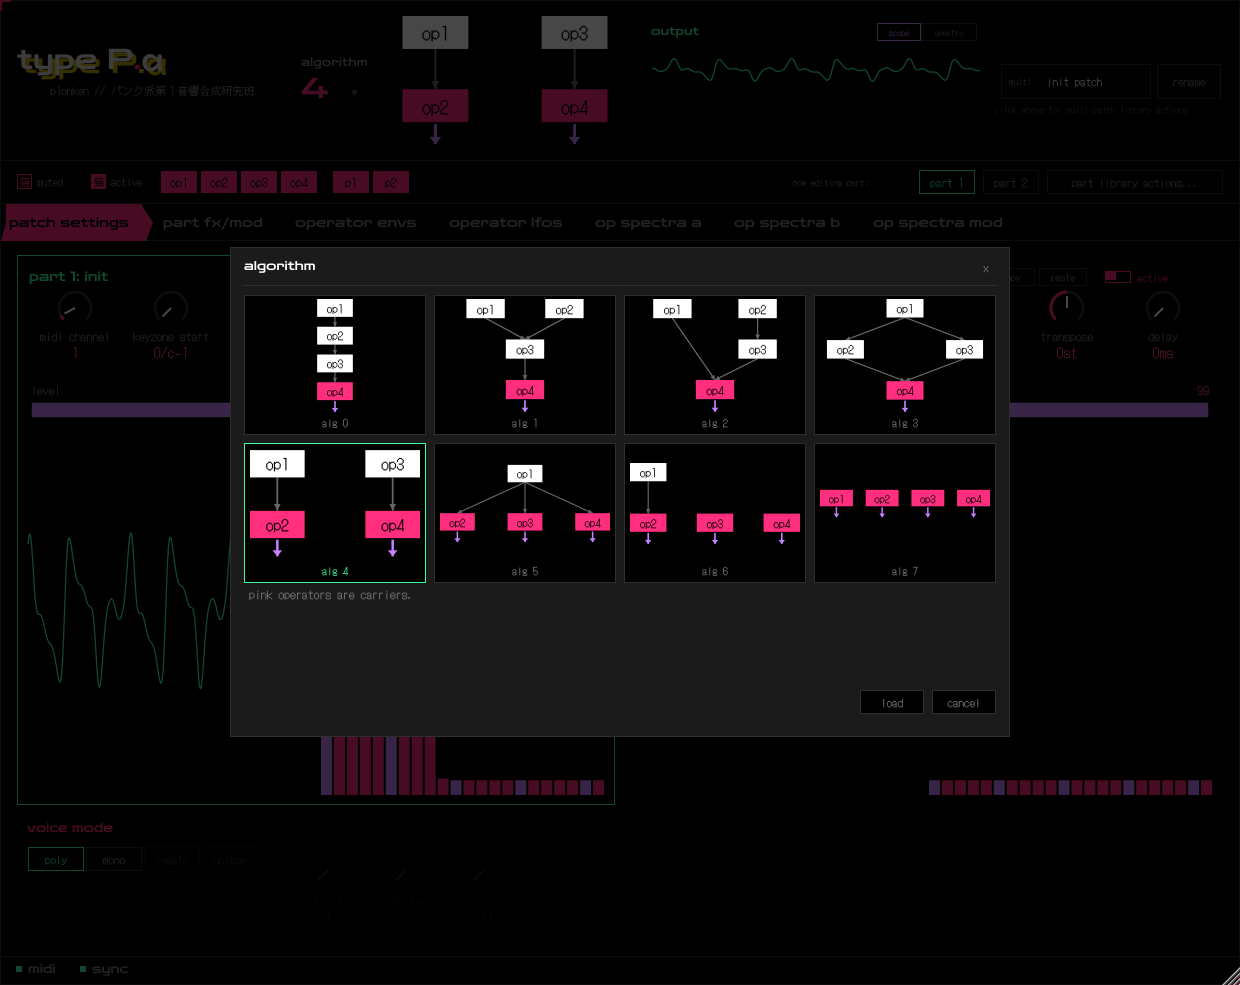 op1 op3
output
scope spectra
type P.a
algorithm
4
plonken // パンク派第1音響合成研究班
op2 op4
multi init patch rename
click above for multi-patch library actions
muted active op1 op2 op3 op4 p1 p2
now editing part: part 1 part 2 part library actions...
patch settings part fx/mod operator envs operator lfos op spectra a op spectra b op spectra mod
algorithm x
part 1: init
paste active
midi channel keyzone start transpose delay
1 0/c-1 0st 0ms
level 99
op1 op2 op3 op4
alg 0
op1 op2 op3 op4
alg 1
op1 op2 op3 op4
alg 2
op1 op2 op3 op4
alg 3
op1 op3 op2 op4
alg 4
op1 op2 op3 op4
alg 5
op1 op2 op3 op4
alg 6
op1 op2 op3 op4
alg 7
pink operators are carriers.
load cancel
voice mode
poly mono legato unison
midi sync